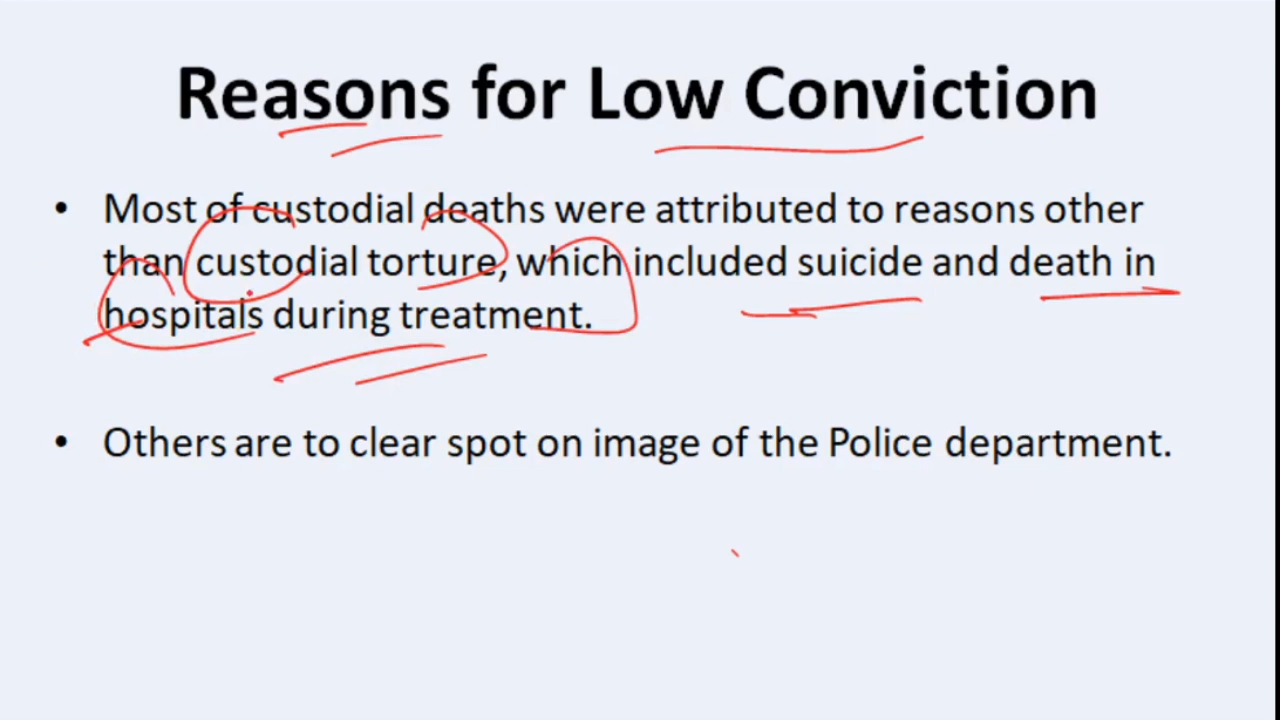 Reasons for Low Conviction
• Most of custodial deaths were attributed to reasons other
than custodial torture, which included suicide and death in
hospitals during treatment.
• Others are to clear spot on image of the Police department.